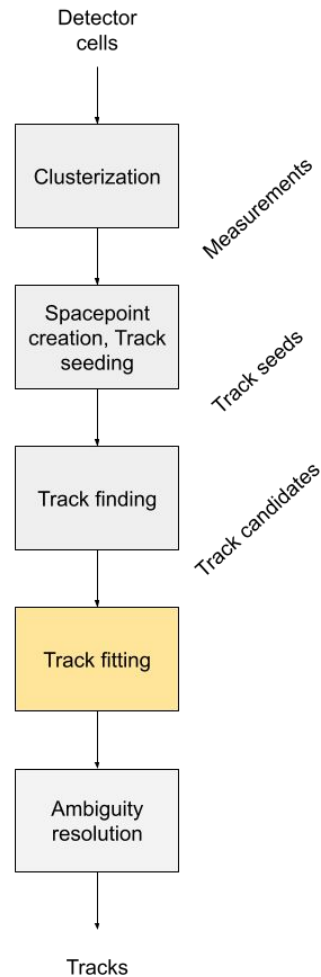 Detector
cells
Clusterization
Measurements
Spacepoint
creation, Track
seeding
Track seeds
Track finding
Track candidates
Track fitting
Ambiguity
resolution
Tracks